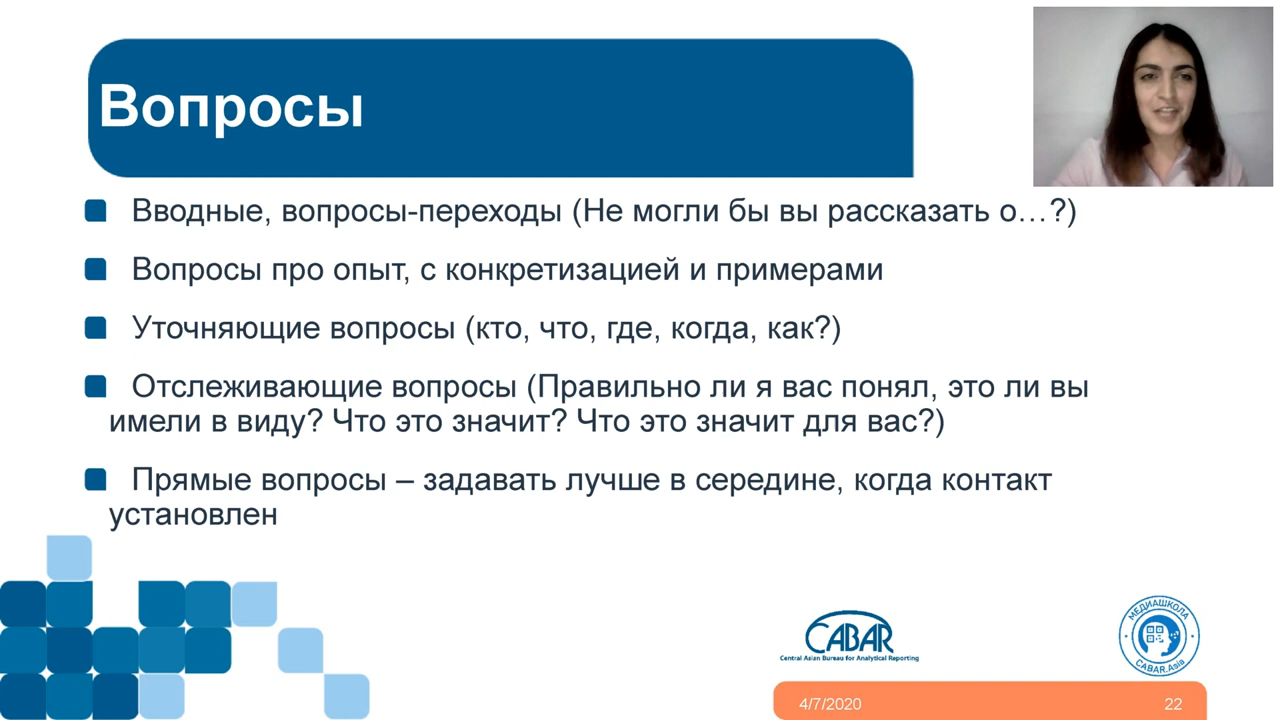 Вопросы
Вводные, вопросы-переходы (Не могли бы вы рассказать о…?)
Вопросы про опыт, с конкретизацией и примерами
Уточняющие вопросы (кто, что, где, когда, как?)
Отслеживающие вопросы (Правильно ли я вас понял, это ли вы
имели в виду? Что это значит? Что это значит для вас?)
Прямые вопросы – задавать лучше в середине, когда контакт
установлен
CABAR
Central Asian Bureau for Analytical Reporting
МЕДИАШКОЛА
CABAR.Asia
4/7/2020
22